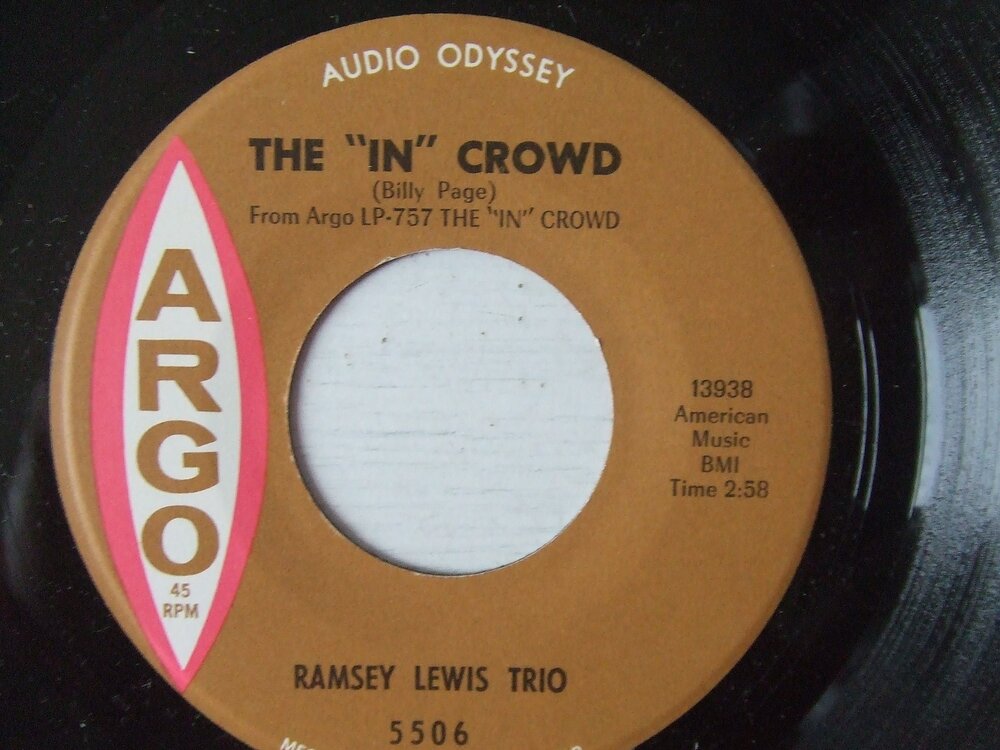 AUDIO ODYSSEY
THE "IN" CROWD
(Billy Page)
From Argo LP-757 THE "IN" CROWD
ARGO
45
RPM
13938
American
Music
BMI
Time 2:58
RAMSEY LEWIS TRIO
5506